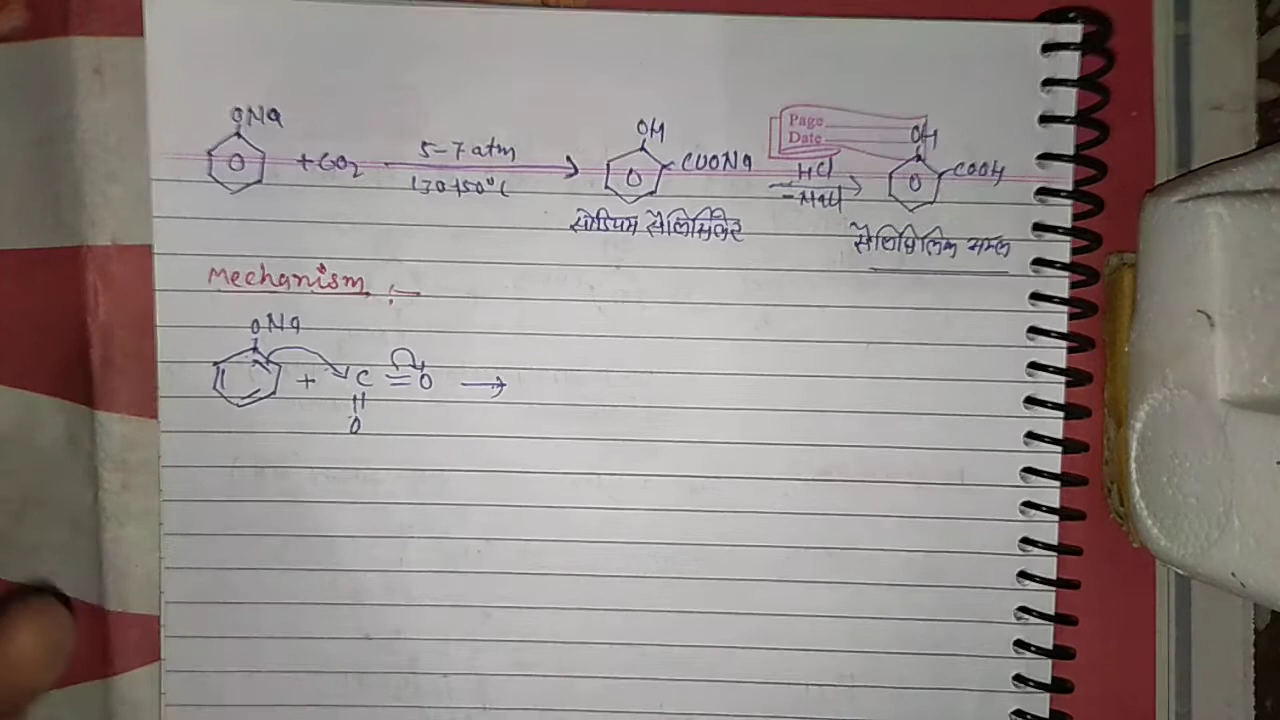 Page
Date
ONa
+ CO2
5-7 atm
130-150°C
OH
COONa
HCl
-NaCl
OH
COOH
सोडियम सैलिसिलेट
सैलिसिलिक अम्ल
Mechanism :-
ONa
+ C = O →
O